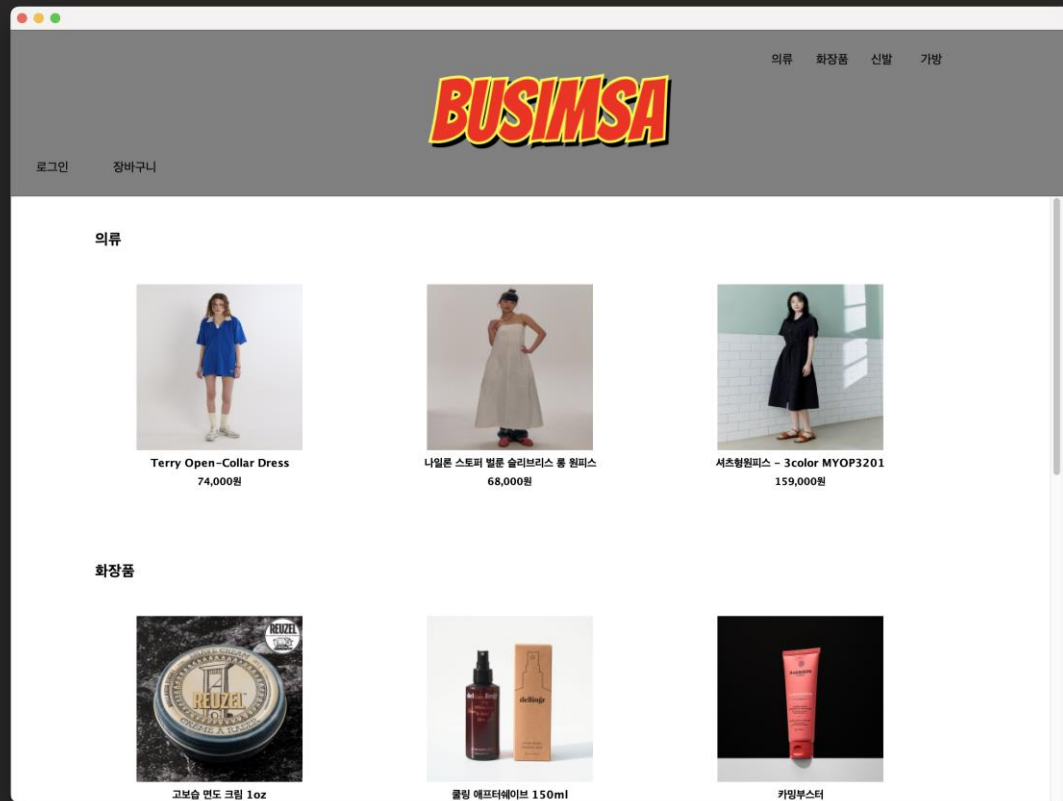 의류 화장품 신발 가방
BUSIMSA
로그인 장바구니
의류
Terry Open-Collar Dress
74,000원
나일론 스토퍼 벌룬 슬리브리스 롱 원피스
68,000원
셔츠형원피스 - 3color MYOP3201
159,000원
화장품
REUZEL
REUZEL
dellingr
고보습 면도 크림 1oz
쿨링 애프터쉐이브 150ml
카밍부스터